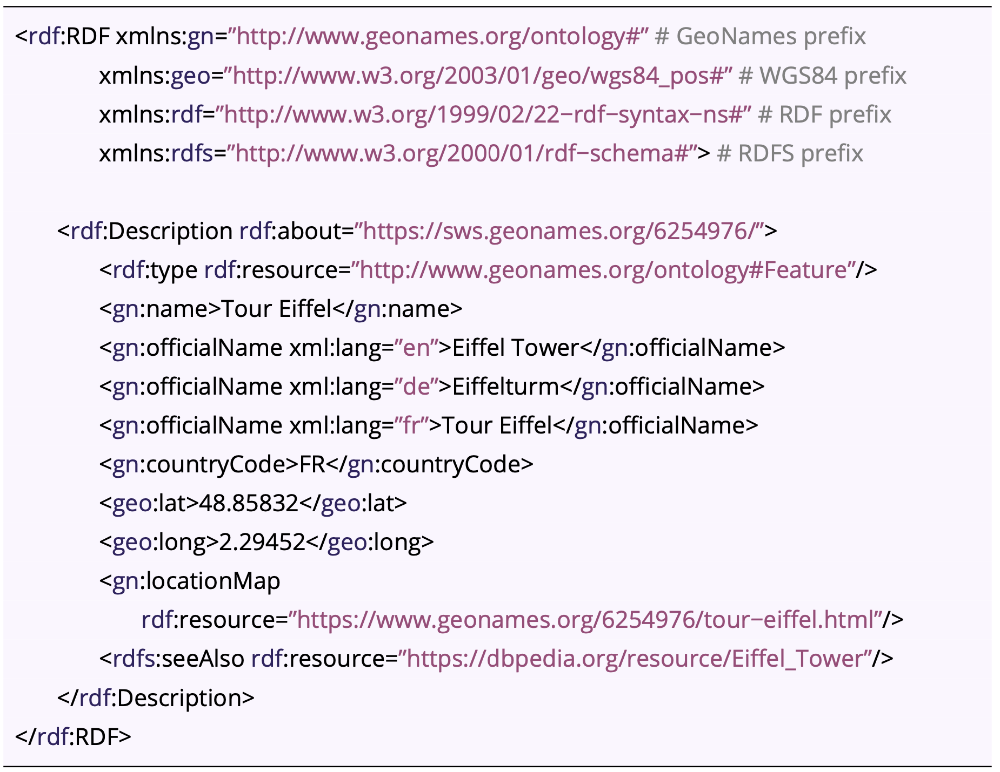 <rdf:RDF xmlns:gn=”http://www.geonames.org/ontology#” # GeoNames prefix
xmlns:geo=”http://www.w3.org/2003/01/geo/wgs84_pos#” # WGS84 prefix
xmlns:rdf=”http://www.w3.org/1999/02/22−rdf−syntax−ns#” # RDF prefix
xmlns:rdfs=”http://www.w3.org/2000/01/rdf−schema#”> # RDFS prefix
<rdf:Description rdf:about=”https://sws.geonames.org/6254976/”>
<rdf:type rdf:resource=”http://www.geonames.org/ontology#Feature”/>
<gn:name>Tour Eiffel</gn:name>
<gn:officialName xml:lang=”en”>Eiffel Tower</gn:officialName>
<gn:officialName xml:lang=”de”>Eiffelturm</gn:officialName>
<gn:officialName xml:lang=”fr”>Tour Eiffel</gn:officialName>
<gn:countryCode>FR</gn:countryCode>
<geo:lat>48.85832</geo:lat>
<geo:long>2.29452</geo:long>
<gn:locationMap
rdf:resource=”https://www.geonames.org/6254976/tour−eiffel.html”/>
<rdfs:seeAlso rdf:resource=”https://dbpedia.org/resource/Eiffel_Tower”/>
</rdf:Description>
</rdf:RDF>